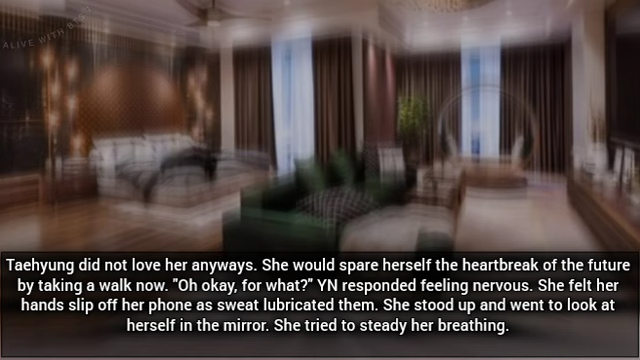 ALIVE WITH BTS
Taehyung did not love her anyways. She would spare herself the heartbreak of the future
by taking a walk now. "Oh okay, for what?" YN responded feeling nervous. She felt her
hands slip off her phone as sweat lubricated them. She stood up and went to look at
herself in the mirror. She tried to steady her breathing.